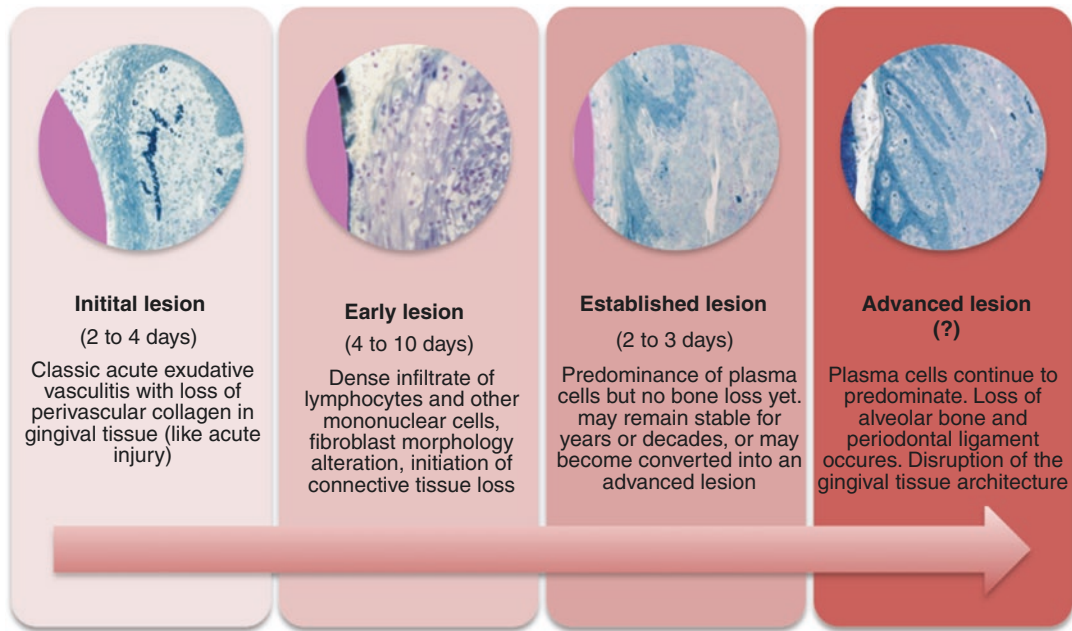 Initital lesion
(2 to 4 days)
Classic acute exudative
vasculitis with loss of
perivascular collagen in
gingival tissue (like acute
injury)
Early lesion
(4 to 10 days)
Dense infiltrate of
lymphocytes and other
mononuclear cells,
fibroblast morphology
alteration, initiation of
connective tissue loss
Established lesion
(2 to 3 days)
Predominance of plasma
cells but no bone loss yet.
may remain stable for
years or decades, or may
become converted into an
advanced lesion
Advanced lesion
(?)
Plasma cells continue to
predominate. Loss of
alveolar bone and
periodontal ligament
occures. Disruption of the
gingival tissue architecture